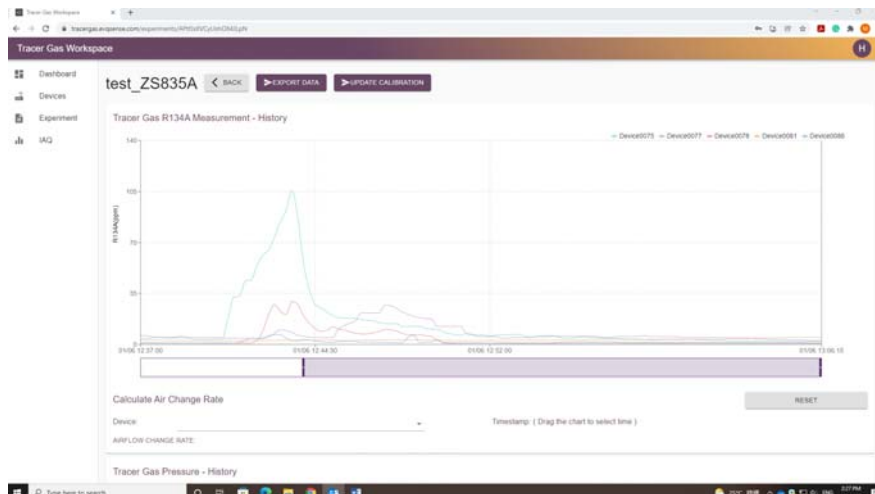 Tracer Gas Workspace
Tracer Gas Workspace
H
Dashboard
Devices
Experiment
IAQ
test_ZS835A
BACK
EXPORT DATA
UPDATE CALIBRATION
Tracer Gas R134A Measurement - History
Device0075 Device0077 Device0078 Device0081 Device0086
R134A(ppm)
140
105
70
35
0
01/06 12:37:00 01/06 12:44:30 01/06 12:52:00 01/06 13:06:15
Calculate Air Change Rate
RESET
Device:
Timestamp: ( Drag the chart to select time )
AIRFLOW CHANGE RATE:
Tracer Gas Pressure - History
Type here to search
3:27 PM